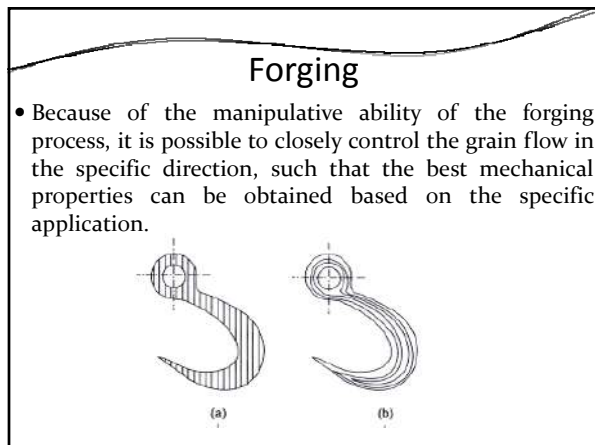 Forging
• Because of the manipulative ability of the forging
process, it is possible to closely control the grain flow in
the specific direction, such that the best mechanical
properties can be obtained based on the specific
application.
(a) (b)